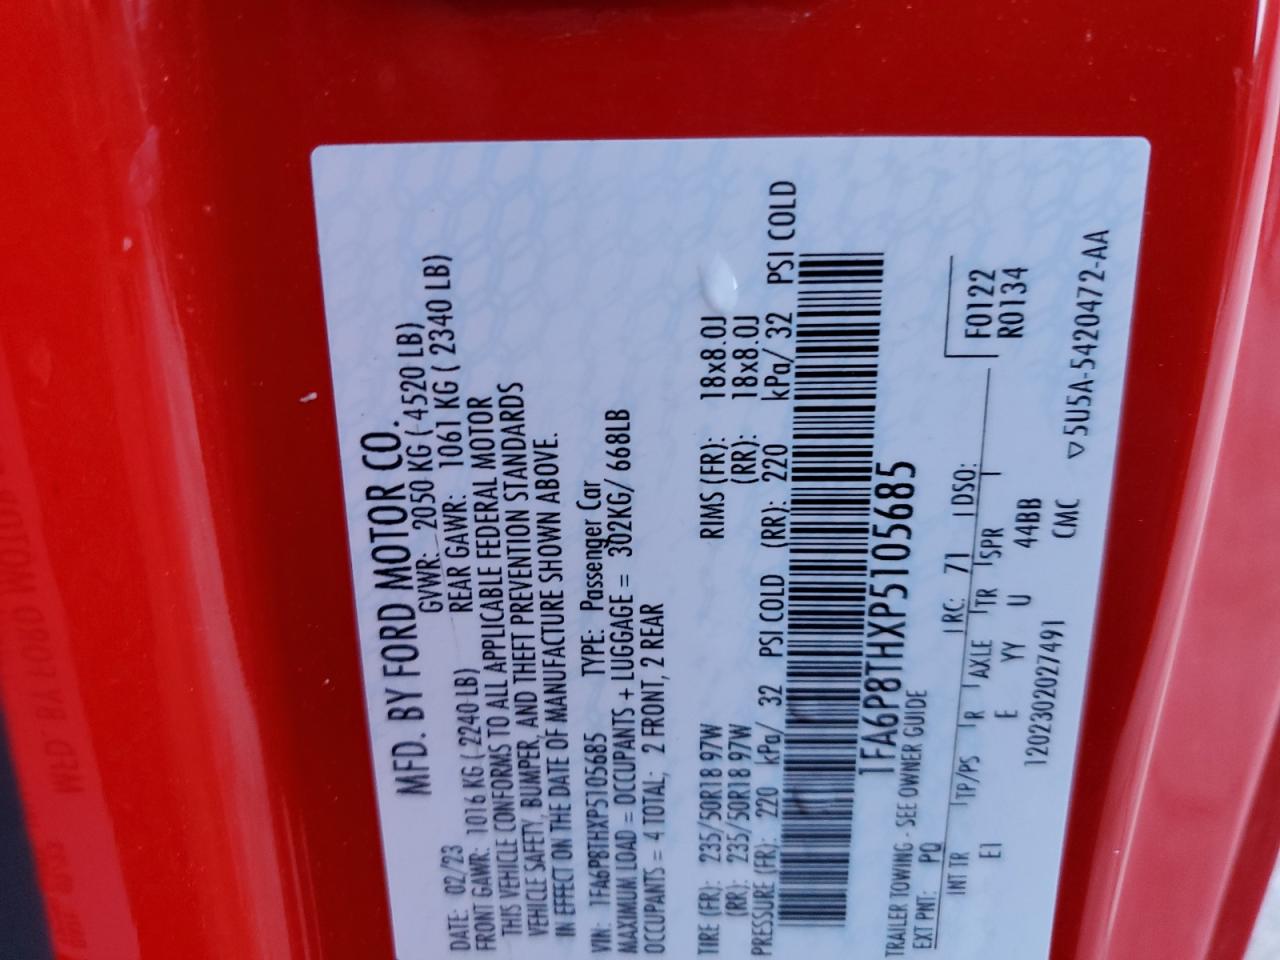 MFD. BY FORD MOTOR CO.
DATE: 02/23 GVWR: 2050 KG ( 4520 LB)
FRONT GAWR: 1016 KG ( 2240 LB) REAR GAWR: 1061 KG ( 2340 LB)
THIS VEHICLE CONFORMS TO ALL APPLICABLE FEDERAL MOTOR
VEHICLE SAFETY, BUMPER, AND THEFT PREVENTION STANDARDS
IN EFFECT ON THE DATE OF MANUFACTURE SHOWN ABOVE.
VIN: 1FA6P8THXP5105685 TYPE: Passenger Car
MAXIMUM LOAD = OCCUPANTS + LUGGAGE = 302KG/ 668LB
OCCUPANTS = 4 TOTAL; 2 FRONT, 2 REAR
TIRE (FR): 235/50R18 97W RIMS (FR): 18x8.0J
(RR): 235/50R18 97W (RR): 18x8.0J
PRESSURE (FR): 220 kPa/ 32 PSI COLD (RR): 220 kPa/ 32 PSI COLD
1FA6P8THXP5105685
TRAILER TOWING - SEE OWNER GUIDE
EXT PNT: PQ RC: 71 DSO:
F0122
R0134
INT TR TP/PS R AXLE TR SPR
E1 E YY U 44BB
1202302027491 CMC
▽5U5A-5420472-AA